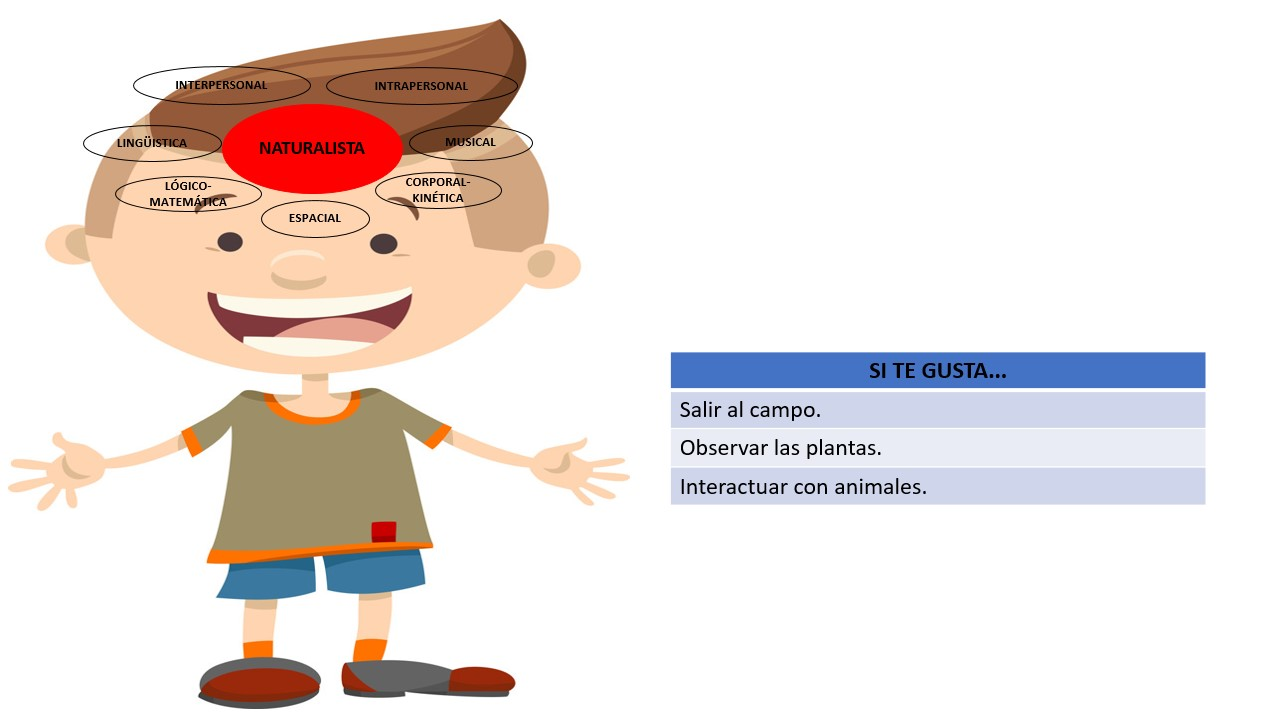 INTERPERSONAL
INTRAPERSONAL
LINGÜISTICA
NATURALISTA
MUSICAL
LÓGICO-
MATEMÁTICA
CORPORAL-
KINÉTICA
ESPACIAL
SI TE GUSTA...
Salir al campo.
Observar las plantas.
Interactuar con animales.